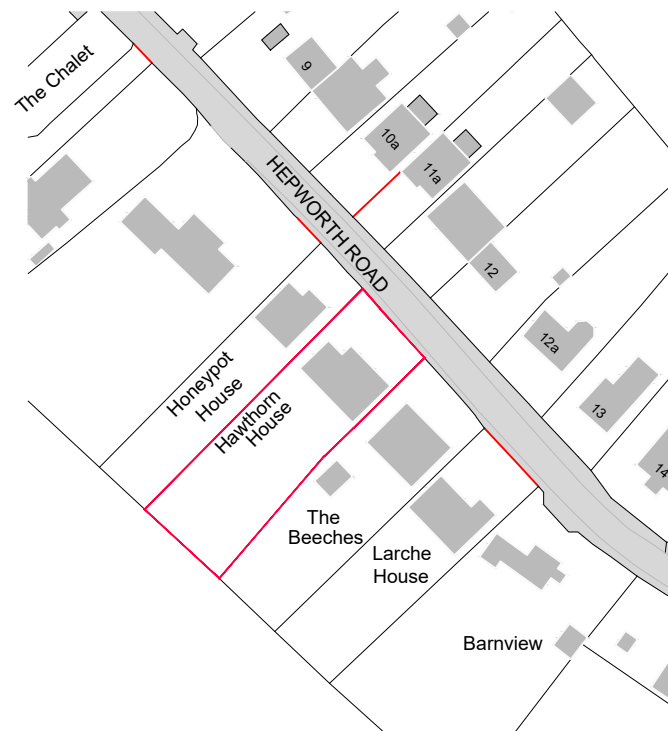 The Chalet
9
10a
11a
HEPWORTH ROAD
12
12a
13
14
Honeypot
House
Hawthorn
House
The
Beeches
Larche
House
Barnview